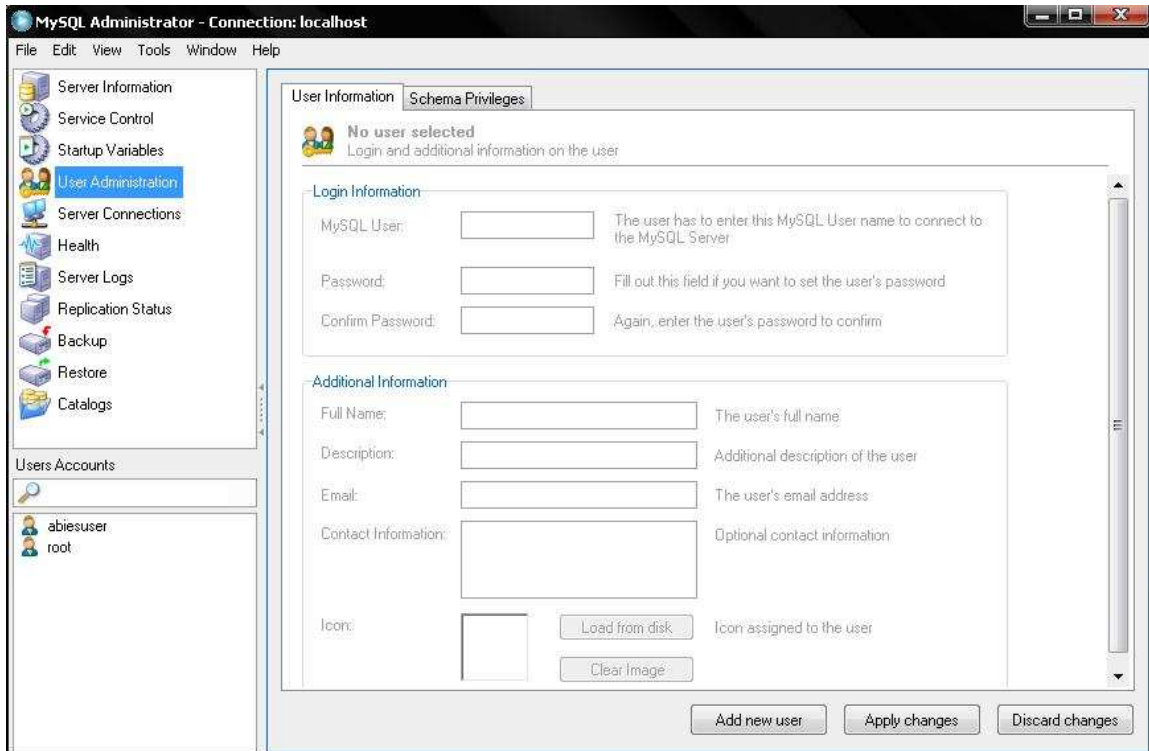 MySQL Administrator - Connection: localhost
File Edit View Tools Window Help
Server Information
Service Control
Startup Variables
User Administration
Server Connections
Health
Server Logs
Replication Status
Backup
Restore
Catalogs
Users Accounts
abiesuser
root
User Information Schema Privileges
No user selected
Login and additional information on the user
Login Information
MySQL User: The user has to enter this MySQL User name to connect to
the MySQL Server
Password: Fill out this field if you want to set the user's password
Confirm Password: Again, enter the user's password to confirm
Additional Information
Full Name: The user's full name
Description: Additional description of the user
Email: The user's email address
Contact Information: Optional contact information
Icon: Load from disk Icon assigned to the user
Clear Image
Add new user Apply changes Discard changes